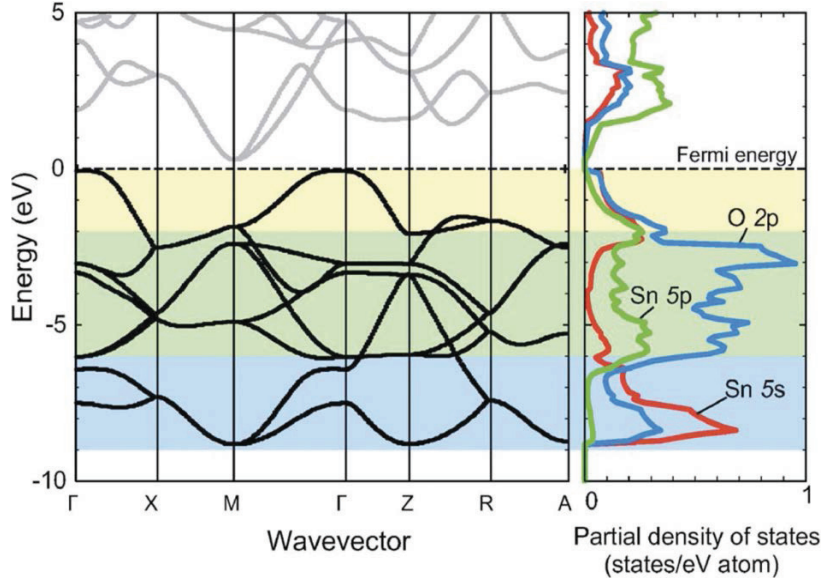 5
0
-5
-10
Energy (eV)
Γ X M Γ Z R A
Wavevector
Fermi energy
O 2p
Sn 5p
Sn 5s
0 1
Partial density of states
(states/eV atom)